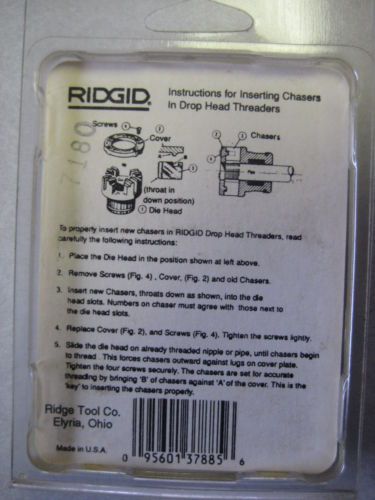 RIDGID
Instructions for Inserting Chasers
In Drop Head Threaders
7180
Screws
Cover
Chasers
(throat in
down position)
1 Die Head
To properly insert new chasers in RIDGID Drop Head Threaders, read
carefully the following instructions:
1. Place the Die Head in the position shown at left above.
2. Remove Screws (Fig. 4) , Cover, (Fig. 2) and old Chasers.
3. Insert new Chasers, throats down as shown, into the die
head slots. Numbers on chaser must agree with those next to
the die head slots.
4. Replace Cover (Fig. 2), and Screws (Fig. 4). Tighten the screws lightly.
5. Slide the die head on already threaded nipple or pipe, until chasers begin
to thread . This forces chasers outward against lugs on cover plate.
Tighten the four screws securely. The chasers are set for accurate
threading by bringing 'B' of chasers against 'A' of the cover. This is the
'key' to inserting the chasers properly.
Ridge Tool Co.
Elyria, Ohio
Made in U.S.A.
0 95601 37885 6